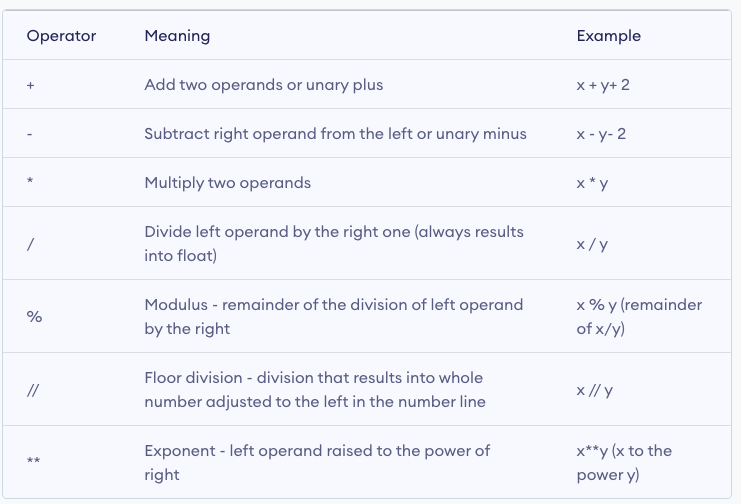 Operator Meaning Example
+ Add two operands or unary plus x + y+ 2
- Subtract right operand from the left or unary minus x - y- 2
* Multiply two operands x * y
/ Divide left operand by the right one (always results
into float) x / y
% Modulus - remainder of the division of left operand
by the right x % y (remainder
of x/y)
// Floor division - division that results into whole
number adjusted to the left in the number line x // y
** Exponent - left operand raised to the power of
right x**y (x to the
power y)